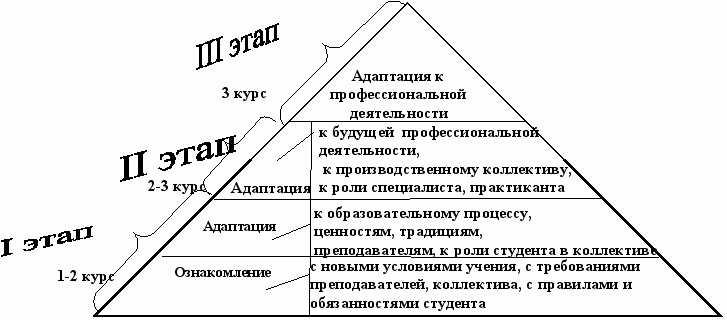 III этап
3 курс
Адаптация к
профессиональной
деятельности
II этап
2-3 курс
Адаптация
к будущей профессиональной
деятельности,
к производственному коллективу,
к роли специалиста, практиканта
I этап
1-2 курс
Адаптация
к образовательному процессу,
ценностям, традициям,
преподавателям, к роли студента в коллективе
Ознакомление
с новыми условиями учения, с требованиями
преподавателей, коллектива, с правилами и
обязанностями студента